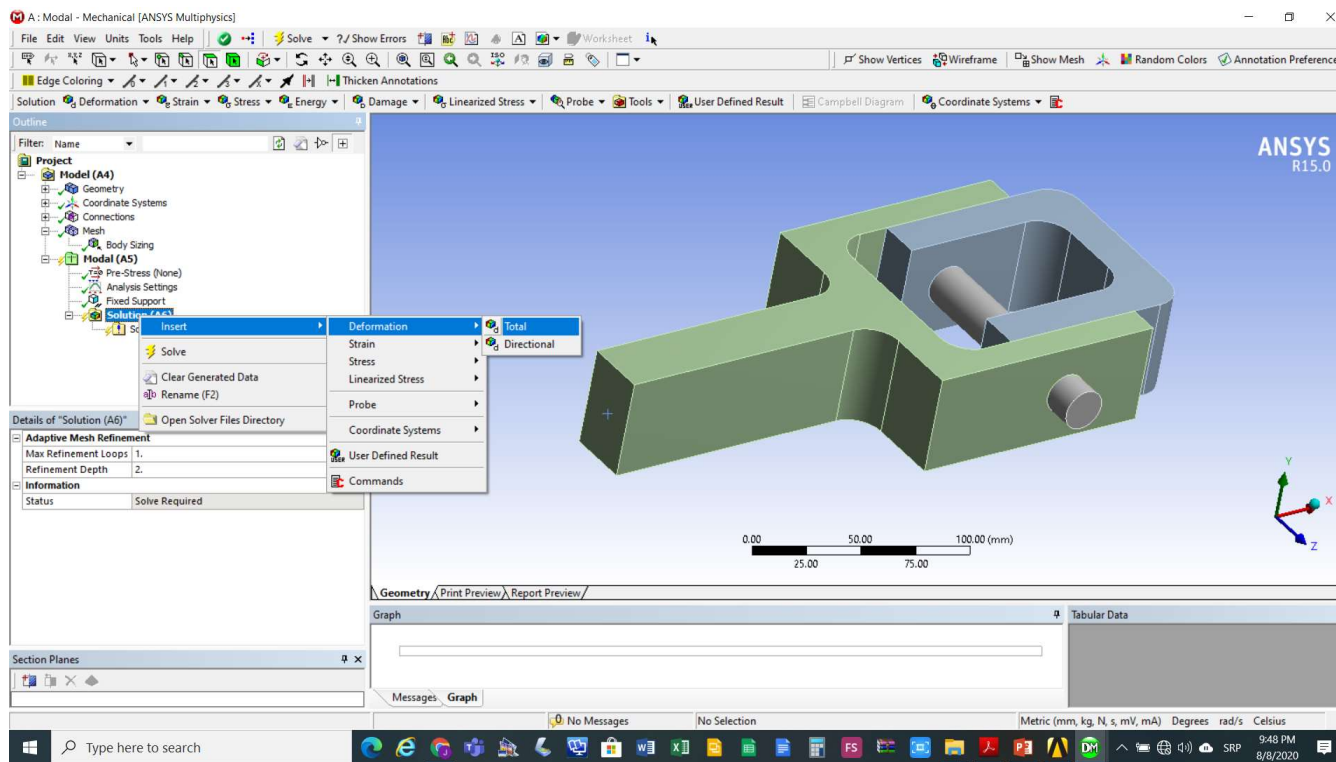 A : Modal - Mechanical [ANSYS Multiphysics]
File Edit View Units Tools Help Solve ?/ Show Errors Worksheet
Show Vertices Wireframe Show Mesh Random Colors Annotation Preference
Edge Coloring Thicken Annotations
Solution Deformation Strain Stress Energy Damage Linearized Stress Probe Tools User Defined Result Campbell Diagram Coordinate Systems
Outline
Filter: Name
Project
Model (A4)
Geometry
Coordinate Systems
Connections
Mesh
Body Sizing
Modal (A5)
Pre-Stress (None)
Analysis Settings
Fixed Support
Solution (A6)
Insert
Solve
Clear Generated Data
Rename (F2)
Open Solver Files Directory
Deformation
Strain
Stress
Linearized Stress
Probe
Coordinate Systems
User Defined Result
Commands
Total
Directional
Details of "Solution (A6)"
Adaptive Mesh Refinement
Max Refinement Loops 1.
Refinement Depth 2.
Information
Status Solve Required
ANSYS
R15.0
Y
X
Z
0.00 50.00 100.00 (mm)
25.00 75.00
Geometry Print Preview Report Preview
Graph
Tabular Data
Section Planes
Messages Graph
0 No Messages No Selection Metric (mm, kg, N, s, mV, mA) Degrees rad/s Celsius
Type here to search
FS
DM
SRP
9:48 PM
8/8/2020